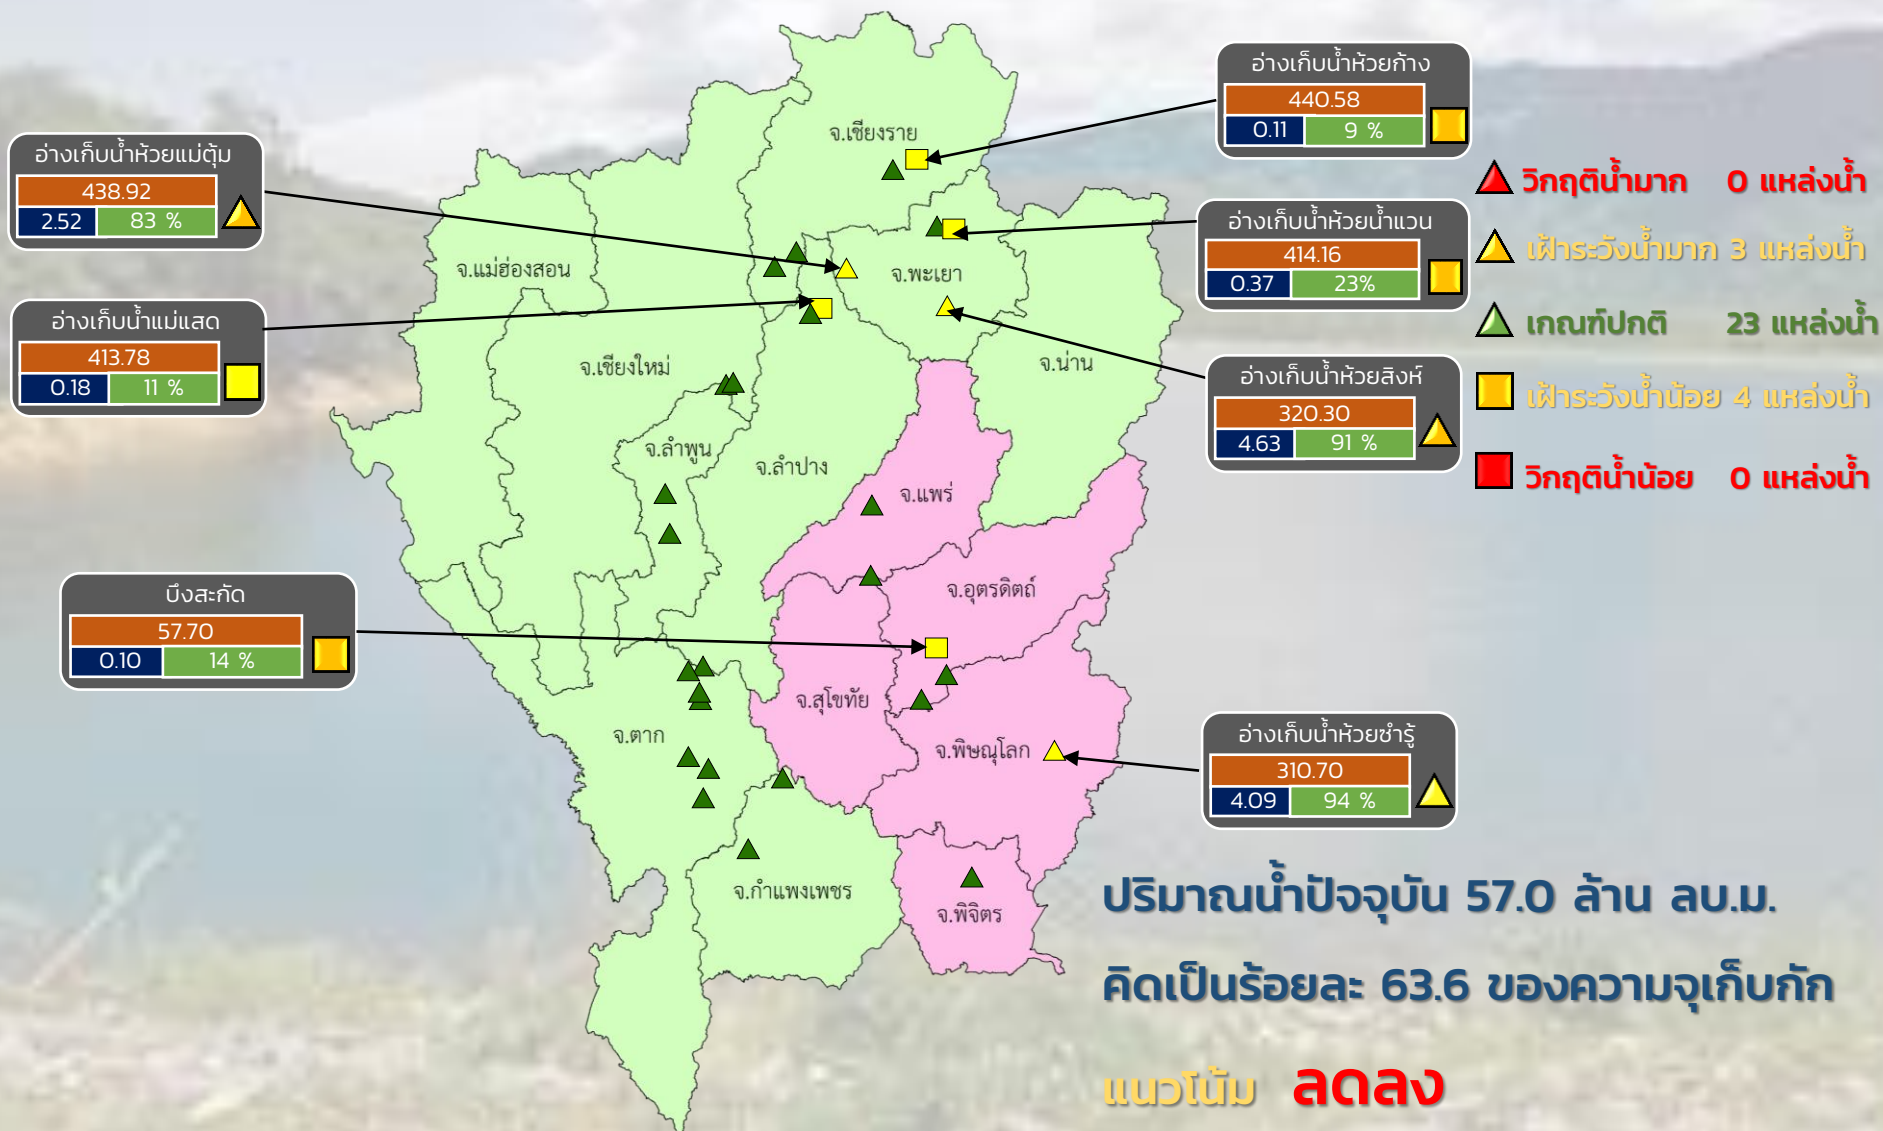 อ่างเก็บน้ำห้วยก้าง
440.58
0.11 9 %
อ่างเก็บน้ำห้วยแม่ตุ้ม
438.92
2.52 83 %
จ.เชียงราย
วิกฤติน้ำมาก 0 แหล่งน้ำ
อ่างเก็บน้ำห้วยน้ำแวน
414.16
0.37 23%
เฝ้าระวังน้ำมาก 3 แหล่งน้ำ
จ.แม่ฮ่องสอน
จ.พะเยา
อ่างเก็บน้ำแม่แสด
413.78
0.18 11 %
เกณฑ์ปกติ 23 แหล่งน้ำ
จ.เชียงใหม่
จ.น่าน
อ่างเก็บน้ำห้วยสิงห์
320.30
4.63 91 %
เฝ้าระวังน้ำน้อย 4 แหล่งน้ำ
จ.ลำพูน
จ.ลำปาง
จ.แพร่
วิกฤติน้ำน้อย 0 แหล่งน้ำ
บึงสะกัด
57.70
0.10 14 %
จ.อุตรดิตถ์
จ.สุโขทัย
จ.ตาก
จ.พิษณุโลก
อ่างเก็บน้ำห้วยซำรู้
310.70
4.09 94 %
จ.กำแพงเพชร
จ.พิจิตร
ปริมาณน้ำปัจจุบัน 57.0 ล้าน ลบ.ม.
คิดเป็นร้อยละ 63.6 ของความจุเก็บกัก
แนวโน้ม ลดลง